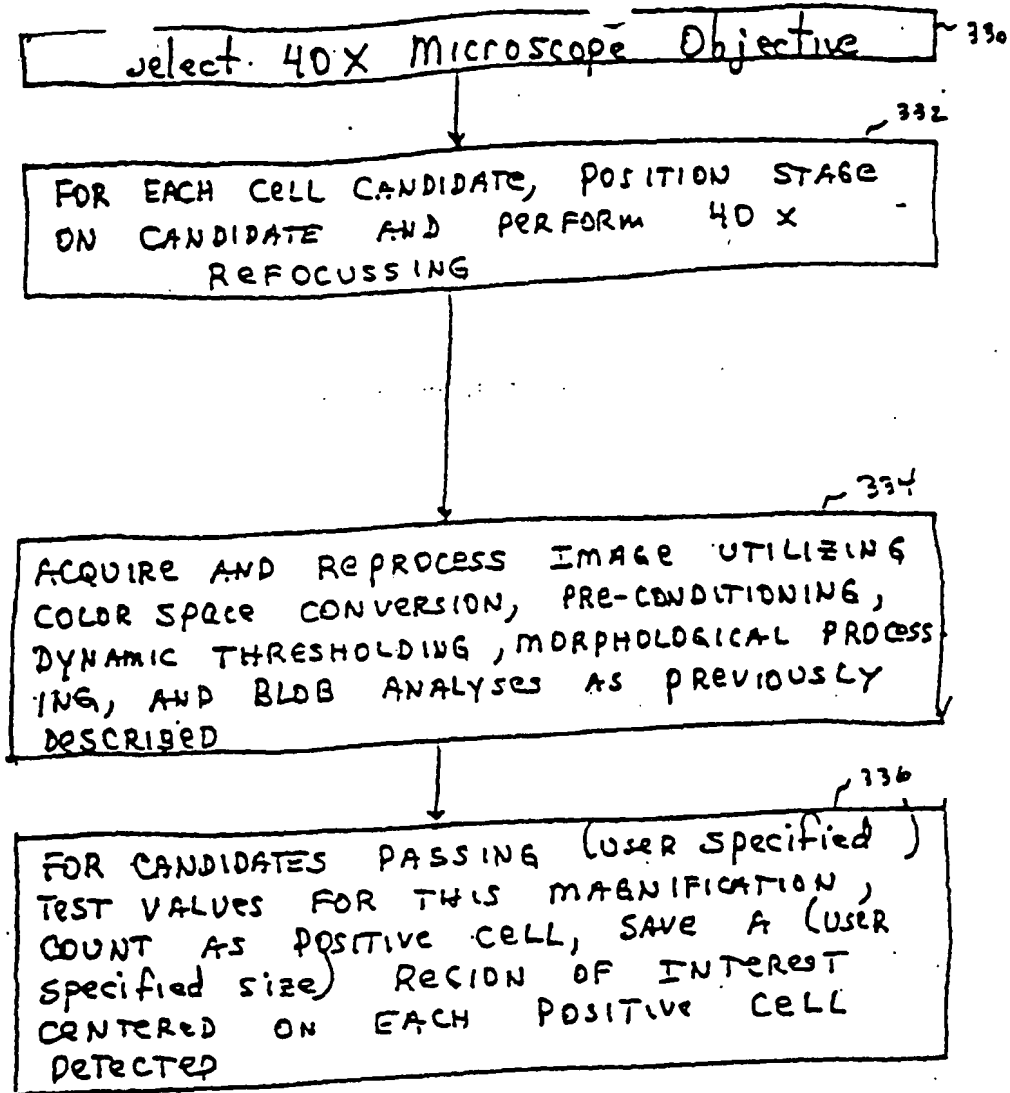 select 40X Microscope Objective 330
332
FOR EACH CELL CANDIDATE, POSITION STAGE
ON CANDIDATE AND PERFORM 40 X
REFOCUSSING
334
ACQUIRE AND REPROCESS IMAGE UTILIZING
COLOR SPACE CONVERSION, PRE-CONDITIONING,
DYNAMIC THRESHOLDING, MORPHOLOGICAL PROCESS
ING, AND BLOB ANALYSES AS PREVIOUSLY
DESCRIBED
336
FOR CANDIDATES PASSING (USER SPECIFIED)
TEST VALUES FOR THIS MAGNIFICATION,
COUNT AS POSITIVE CELL, SAVE A (USER
SPECIFIED SIZE) REGION OF INTEREST
CENTERED ON EACH POSITIVE CELL
DETECTED